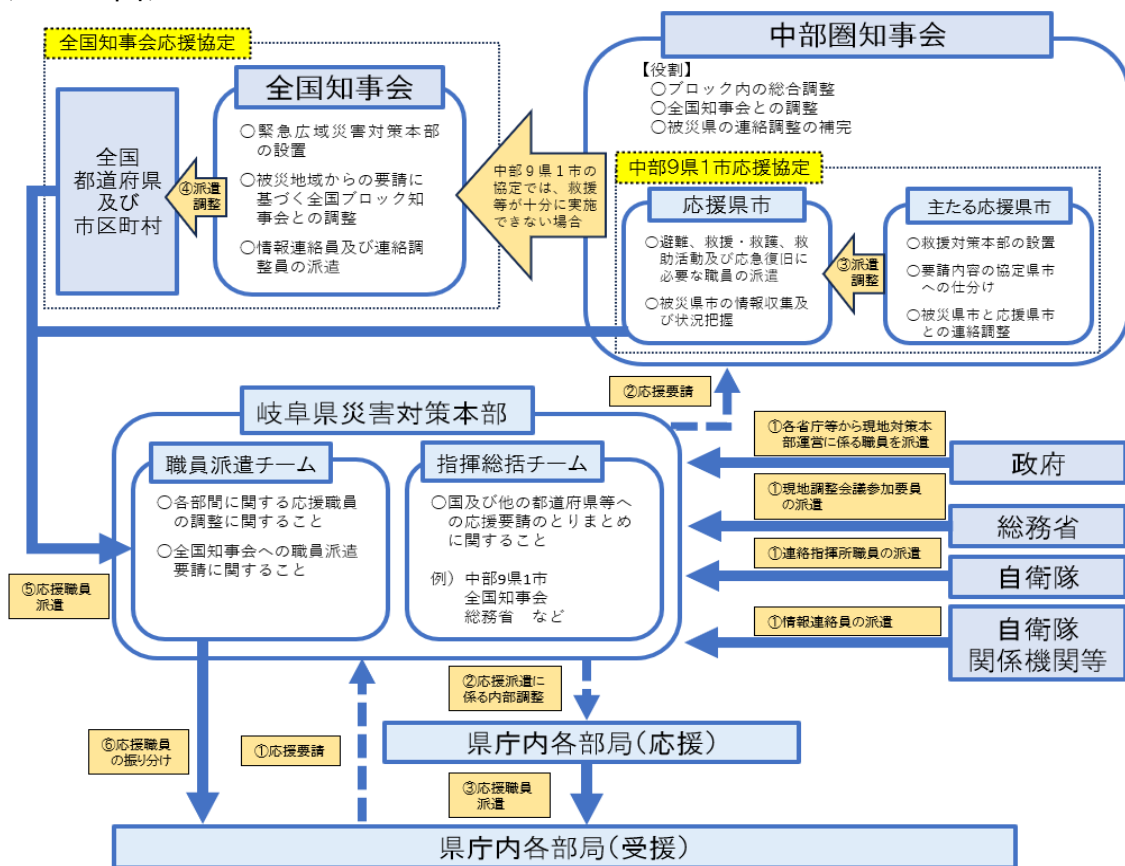 全国知事会応援協定
全国知事会
○緊急広域災害対策本部
の設置
○被災地域からの要請に
基づく全国ブロック知
事会との調整
○情報連絡員及び連絡調
整員の派遣
全国
都道府県
及び
市区町村
④派遣
調整
中部9県1市の
協定では、救援
等が十分に実施
できない場合
中部圏知事会
【役割】
○ブロック内の総合調整
○全国知事会との調整
○被災県の連絡調整の補完
中部9県1市応援協定
応援県市
○避難、救援・救護、救
助活動及び応急復旧に
必要な職員の派遣
○被災県市の情報収集及
び状況把握
③派遣
調整
主たる応援県市
○救援対策本部の設置
○要請内容の協定県市
への仕分け
○被災県市と応援県市
との連絡調整
②応援要請
岐阜県災害対策本部
職員派遣チーム
○各部間に関する応援職員
の調整に関すること
○全国知事会への職員派遣
要請に関すること
指揮総括チーム
○国及び他の都道府県等へ
の応援要請のとりまとめ
に関すること
例）中部9県1市
全国知事会
総務省　など
①各省庁等から現地対策本
部運営に係る職員を派遣
政府
①現地調整会議参加要員
の派遣
総務省
①連絡指揮所職員の派遣
自衛隊
①情報連絡員の派遣
自衛隊
関係機関等
⑤応援職員
派遣
②応援派遣に
係る内部調整
⑥応援職員
の振り分け
①応援要請
県庁内各部局（応援）
③応援職員
派遣
県庁内各部局（受援）